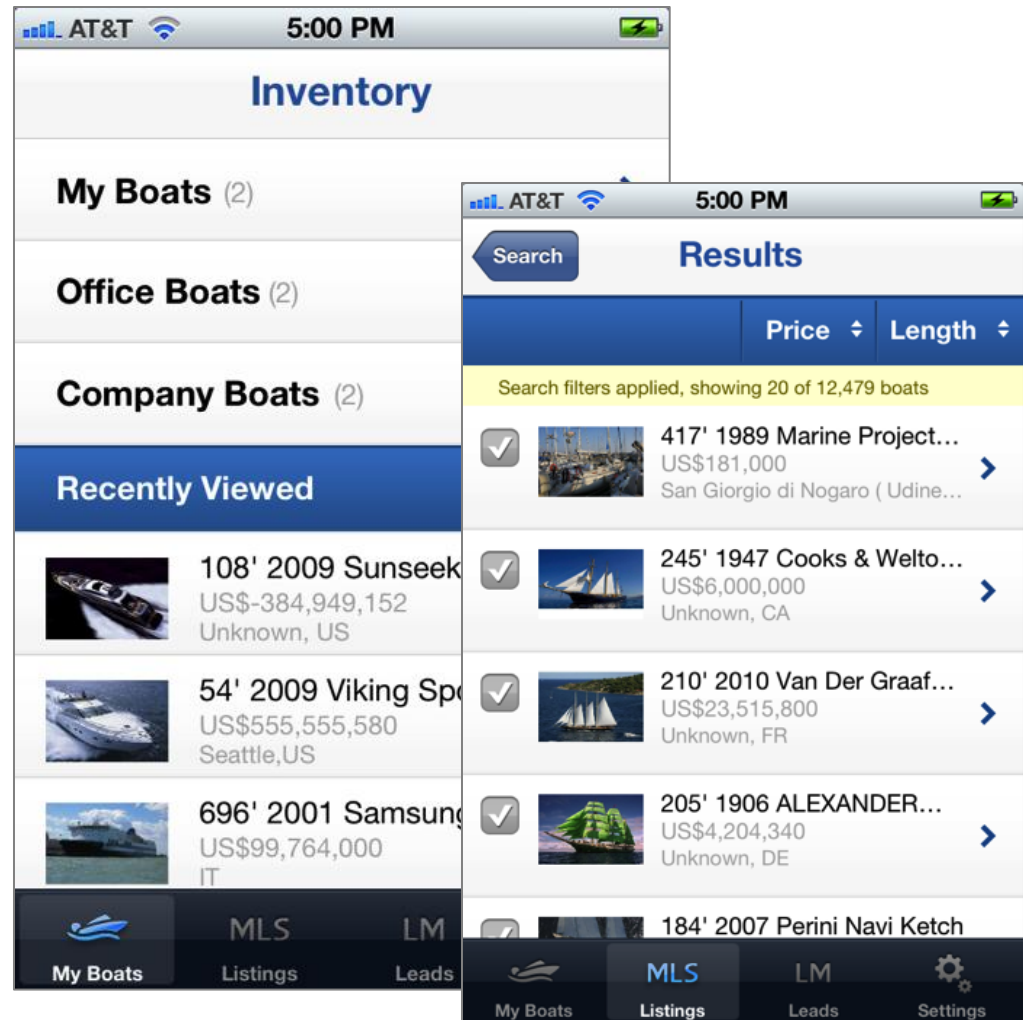 AT&T 5:00 PM
Inventory
My Boats (2)
Office Boats (2)
Company Boats (2)
Recently Viewed
108' 2009 Sunseek
US$-384,949,152
Unknown, US
54' 2009 Viking Spo
US$555,555,580
Seattle,US
696' 2001 Samsung
US$99,764,000
IT
MLS LM
My Boats Listings Leads
AT&T 5:00 PM
Search Results
Price Length
Search filters applied, showing 20 of 12,479 boats
417' 1989 Marine Project...
US$181,000
San Giorgio di Nogaro ( Udine...
245' 1947 Cooks & Welto...
US$6,000,000
Unknown, CA
210' 2010 Van Der Graaf...
US$23,515,800
Unknown, FR
205' 1906 ALEXANDER...
US$4,204,340
Unknown, DE
184' 2007 Perini Navi Ketch
MLS LM
My Boats Listings Leads Settings